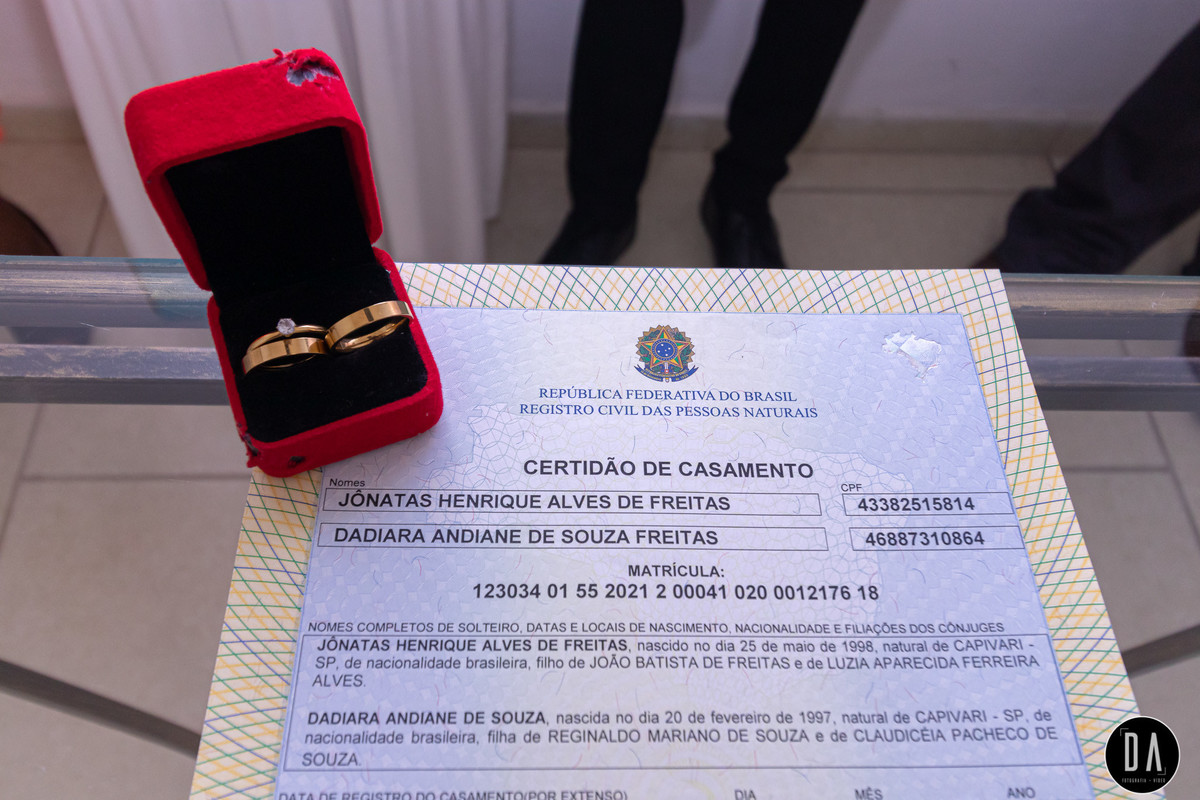 REPÚBLICA FEDERATIVA DO BRASIL
REGISTRO CIVIL DAS PESSOAS NATURAIS
CERTIDÃO DE CASAMENTO
Nomes CPF
JÔNATAS HENRIQUE ALVES DE FREITAS 43382515814
DADIARA ANDIANE DE SOUZA FREITAS 46887310864
MATRÍCULA:
123034 01 55 2021 2 00041 020 0012176 18
NOMES COMPLETOS DE SOLTEIRO, DATAS E LOCAIS DE NASCIMENTO, NACIONALIDADE E FILIAÇÕES DOS CÔNJUGES
JÔNATAS HENRIQUE ALVES DE FREITAS, nascido no dia 25 de maio de 1998, natural de CAPIVARI -
SP, de nacionalidade brasileira, filho de JOÃO BATISTA DE FREITAS e de LUZIA APARECIDA FERREIRA
ALVES.
DADIARA ANDIANE DE SOUZA, nascida no dia 20 de fevereiro de 1997, natural de CAPIVARI - SP, de
nacionalidade brasileira, filha de REGINALDO MARIANO DE SOUZA e de CLAUDICÉIA PACHECO DE
SOUZA.
DATA DE REGISTRO DO CASAMENTO(POR EXTENSO) DIA MÊS ANO
DA
FOTOGRAFIA + VIDEO